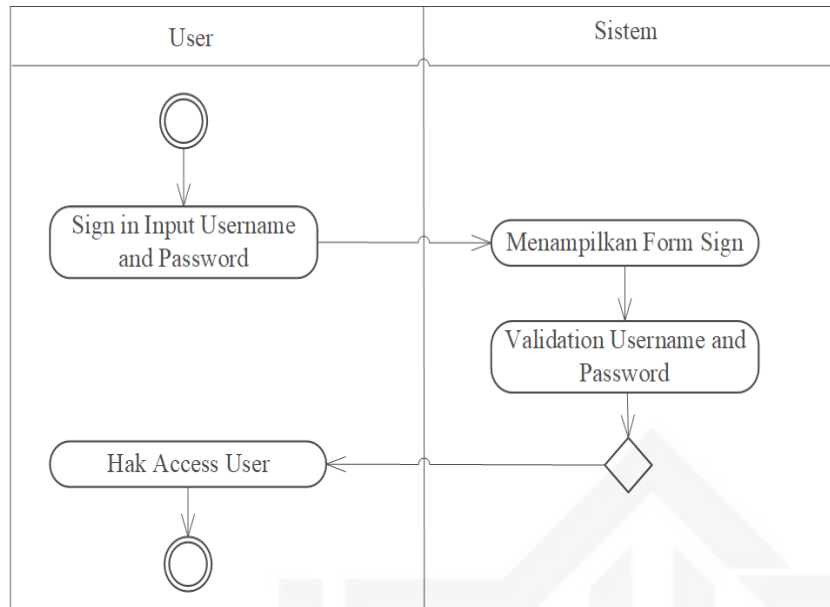 User
Sistem
Sign in Input Username
and Password
Menampilkan Form Sign
Validation Username and
Password
Hak Access User